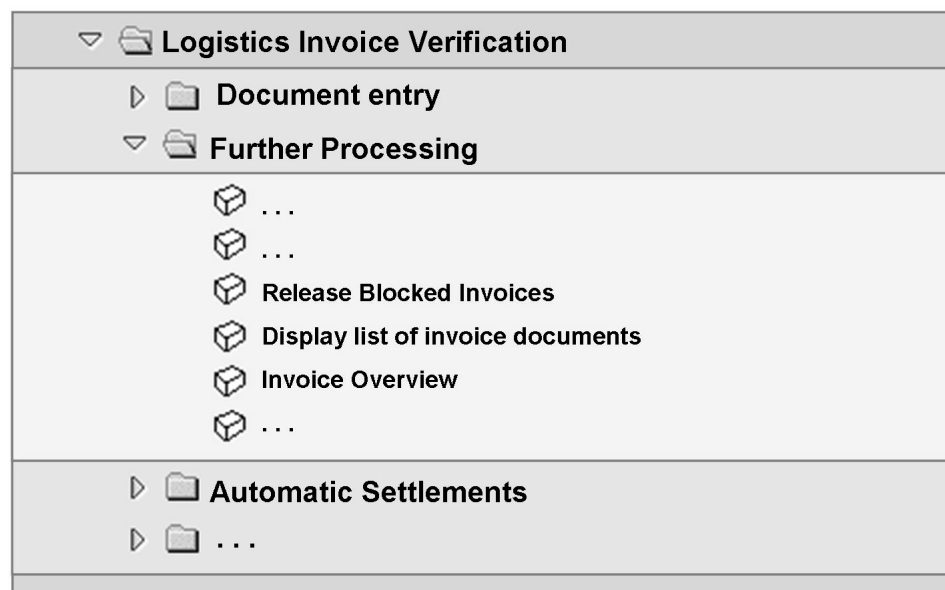 Logistics Invoice Verification
Document entry
Further Processing
. . .
. . .
Release Blocked Invoices
Display list of invoice documents
Invoice Overview
. . .
Automatic Settlements
. . .